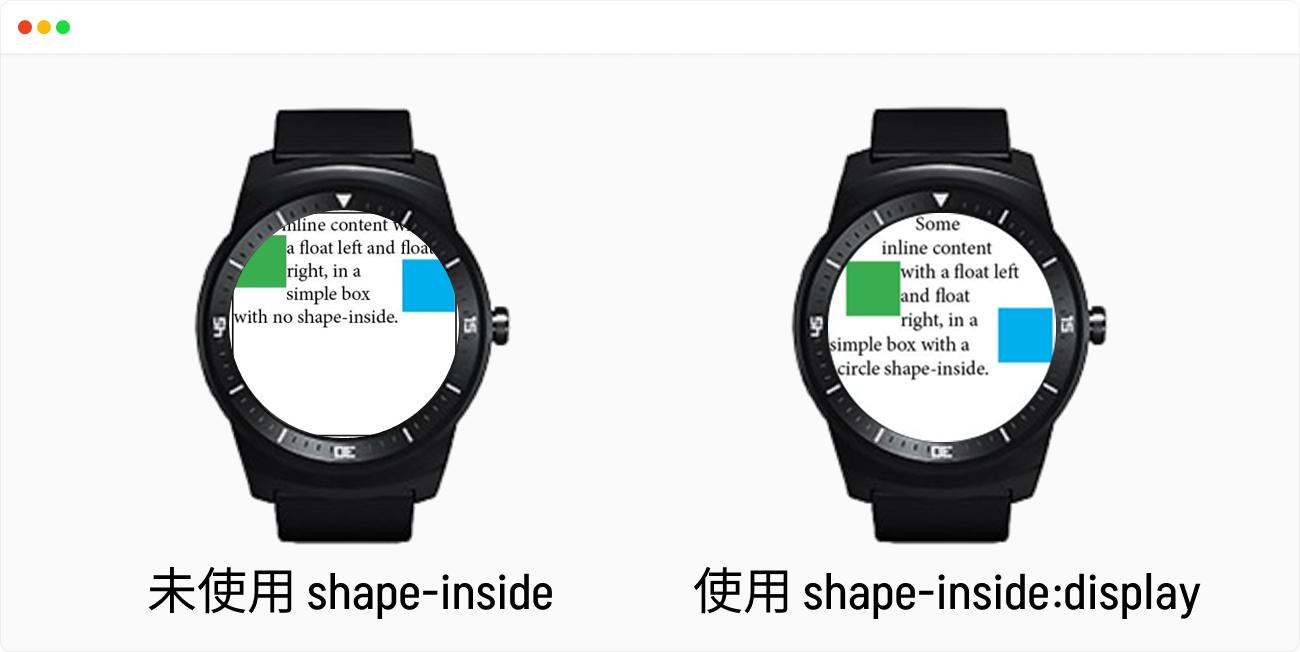 inline content w
a float left and float
right, in a
simple box
with no shape-inside.
45
15
30
未使用 shape-inside
Some
inline content
with a float left
and float
right, in a
simple box with a
circle shape-inside.
45
15
30
使用 shape-inside:display